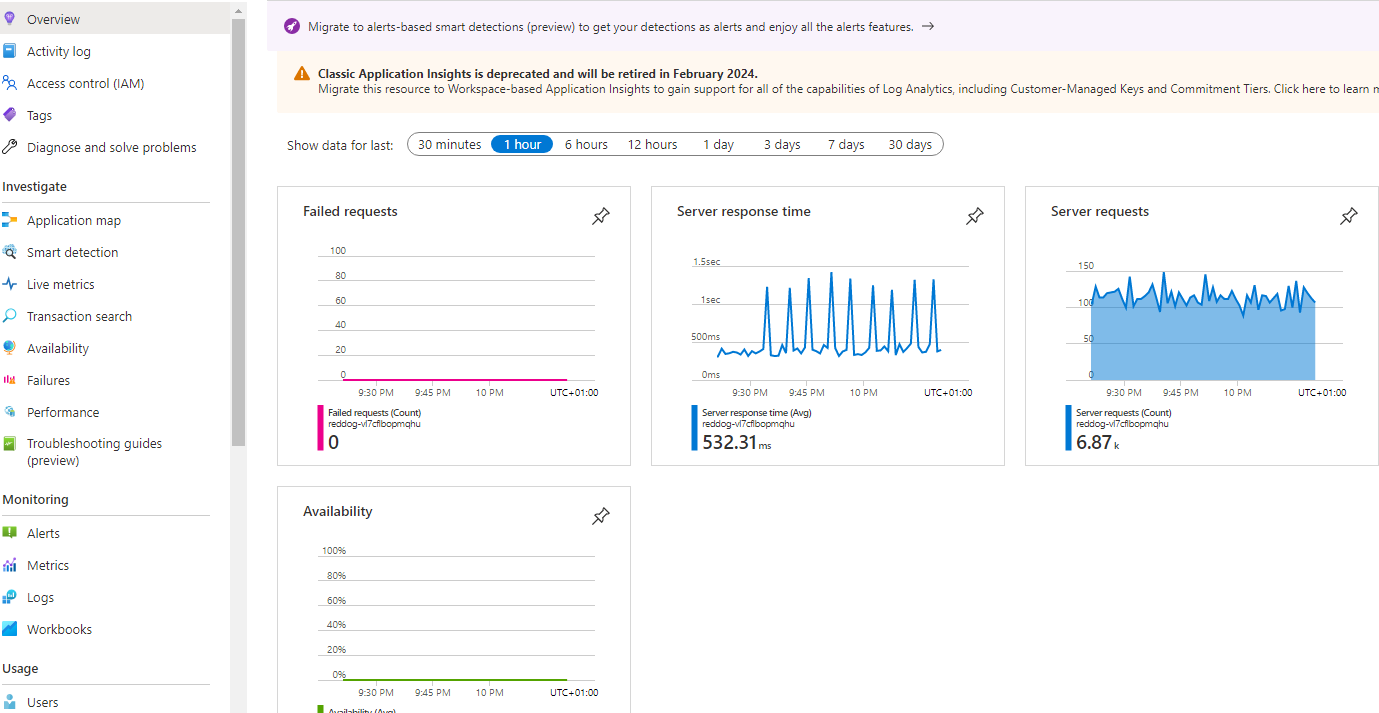 Overview
Activity log
Access control (IAM)
Tags
Diagnose and solve problems
Investigate
Application map
Smart detection
Live metrics
Transaction search
Availability
Failures
Performance
Troubleshooting guides
(preview)
Monitoring
Alerts
Metrics
Logs
Workbooks
Usage
Users
Migrate to alerts-based smart detections (preview) to get your detections as alerts and enjoy all the alerts features. →
Classic Application Insights is deprecated and will be retired in February 2024.
Migrate this resource to Workspace-based Application Insights to gain support for all of the capabilities of Log Analytics, including Customer-Managed Keys and Commitment Tiers. Click here to learn m
Show data for last: 30 minutes 1 hour 6 hours 12 hours 1 day 3 days 7 days 30 days
Failed requests
100
80
60
40
20
0
9:30 PM 9:45 PM 10 PM UTC+01:00
Failed requests (Count)
reddog-vl7cflbopmqhu
0
Server response time
1.5sec
1sec
500ms
0ms
9:30 PM 9:45 PM 10 PM UTC+01:00
Server response time (Avg)
reddog-vl7cflbopmqhu
532.31 ms
Server requests
150
100
50
0
9:30 PM 9:45 PM 10 PM UTC+01:00
Server requests (Count)
reddog-vl7cflbopmqhu
6.87 k
Availability
100%
80%
60%
40%
20%
0%
9:30 PM 9:45 PM 10 PM UTC+01:00
Availability (Avg)